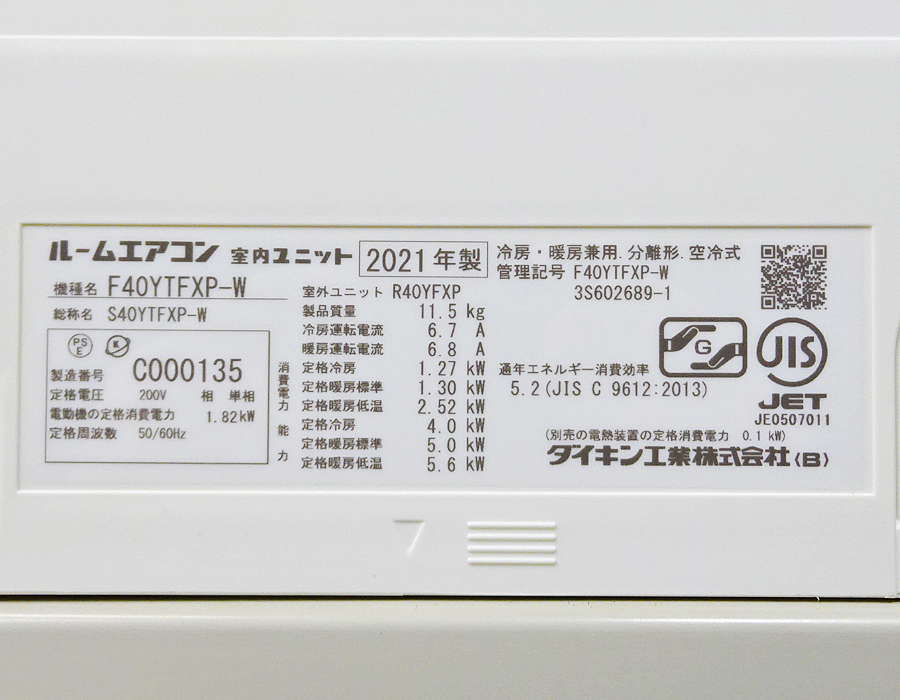 ルームエアコン 室内ユニット 2021年製
機種名 F40YTFXP-W
総称名 S40YTFXP-W
PS
E
製造番号 C000135
定格電圧 200V 相 単相
電動機の定格消費電力 1.82kW
定格周波数 50/60Hz
室外ユニット R40YFXP
製品質量 11.5 kg
冷房運転電流 6.7 A
暖房運転電流 6.8 A
消費電力
定格冷房 1.27 kW
定格暖房標準 1.30 kW
定格暖房低温 2.52 kW
能力
定格冷房 4.0 kW
定格暖房標準 5.0 kW
定格暖房低温 5.6 kW
冷房・暖房兼用.分離形.空冷式
管理記号 F40YTFXP-W
3S602689-1
通年エネルギー消費効率
5.2(JIS C 9612:2013)
G
JIS
JET
JE0507011
(別売の電熱装置の定格消費電力 0.1 kW)
ダイキン工業株式会社(B)